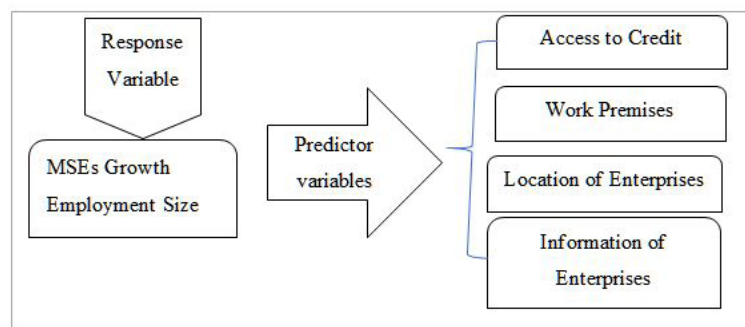 Response
Variable
MSEs Growth
Employment Size
Predictor
variables
Access to Credit
Work Premises
Location of Enterprises
Information of
Enterprises